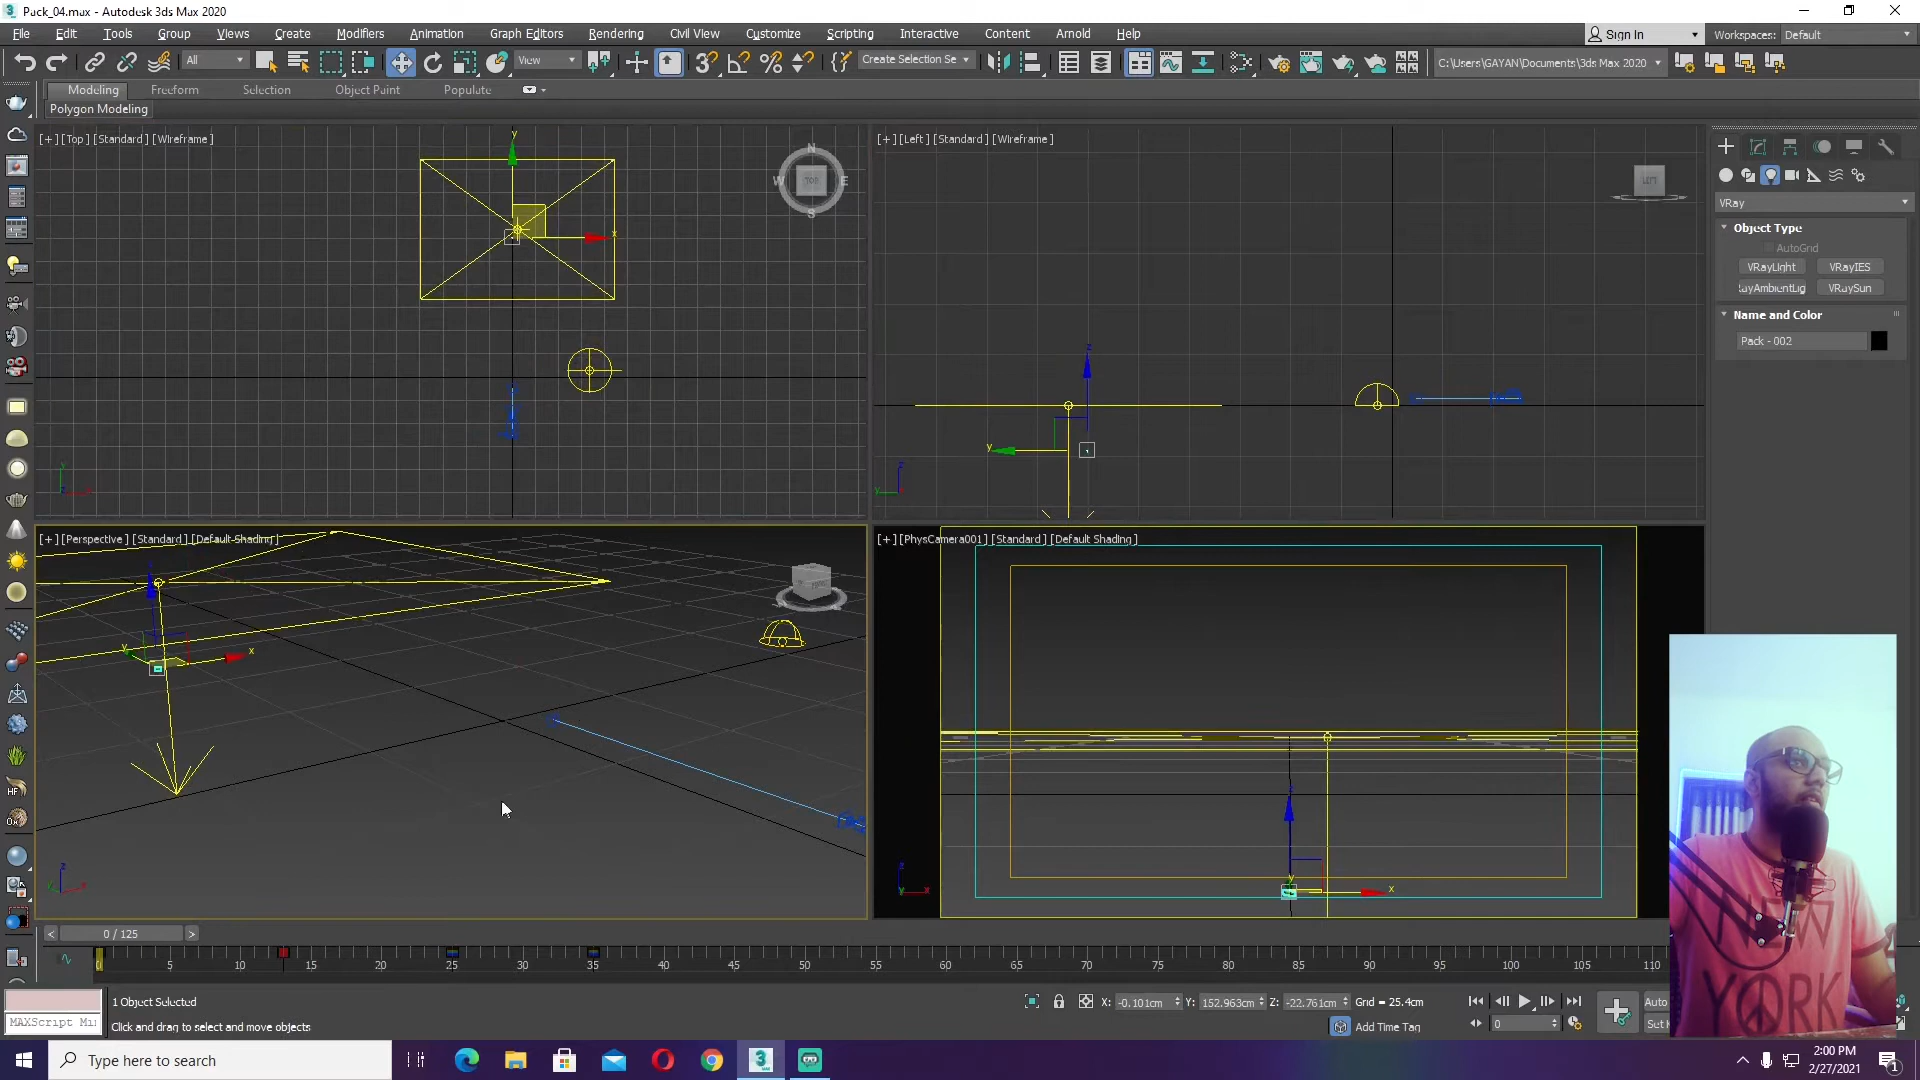 Pack_04.max - Autodesk 3ds Max 2020
File Edit Tools Group Views Create Modifiers Animation Graph Editors Rendering Civil View Customize Scripting Interactive Content Arnold Help Sign In Workspaces: Default
All View Create Selection Se C:\Users\GAYAN\Documents\3ds Max 2020
Modeling Freeform Selection Object Paint Populate
Polygon Modeling
[+] [Top] [Standard] [Wireframe]
[+] [Left] [Standard] [Wireframe]
N
W TOP E
S
LEFT
y
x
z
y
VRay
Object Type
AutoGrid
VRayLight VRayIES
RayAmbientLig VRaySun
Name and Color
Pack - 002
[+] [Perspective] [Standard] [Default Shading]
[+] [PhysCamera001] [Standard] [Default Shading]
y x
z
z
y x
0 / 125
0 5 10 15 20 25 30 35 40 45 50 55 60 65 70 75 80 85 90 95 100 105 110
1 Object Selected
X: -0.101cm Y: 152.963cm Z: -22.761cm Grid = 25.4cm
Auto
MAXScript Mi
Click and drag to select and move objects
Add Time Tag
0
Set K
NEW
YORK
Type here to search
2:00 PM
2/27/2021
1